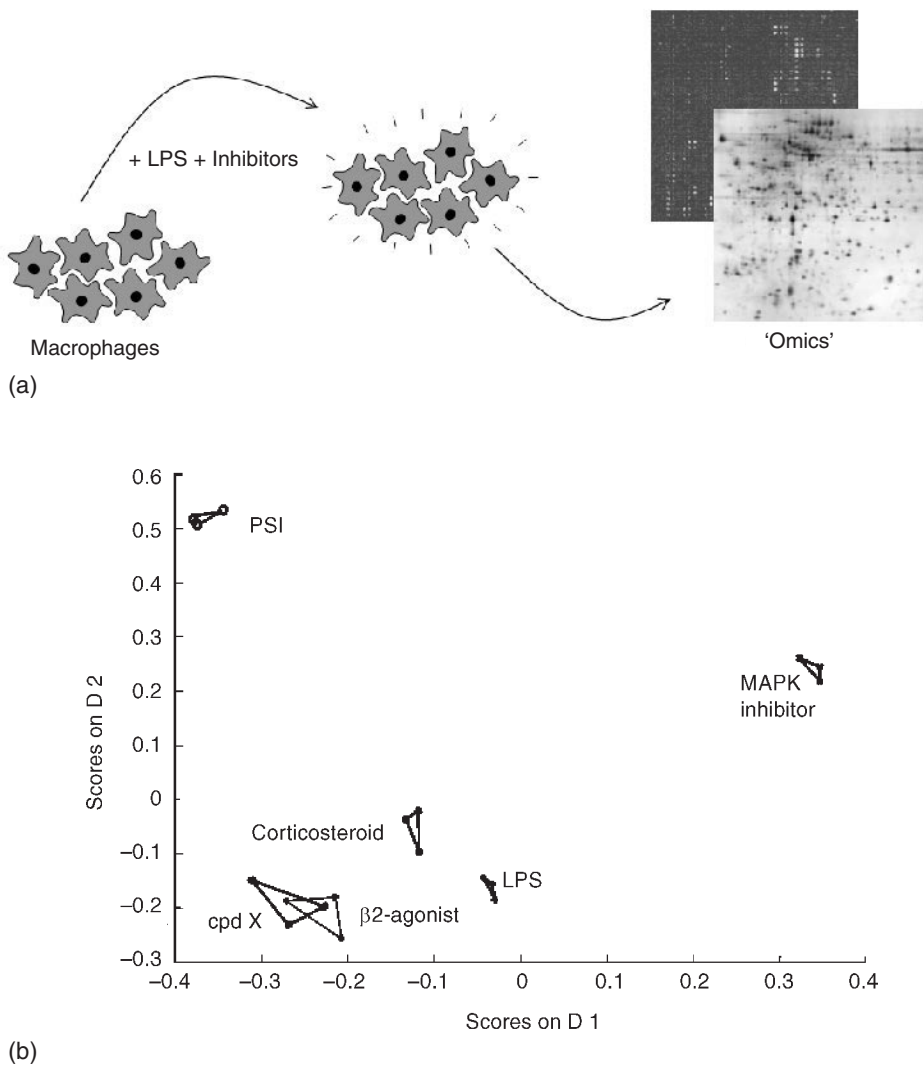 + LPS + Inhibitors
Macrophages
'Omics'
(a)
0.6
0.5
0.4
0.3
0.2
0.1
0
–0.1
–0.2
–0.3
Scores on D 2
PSI
MAPK
inhibitor
Corticosteroid
LPS
cpd X
β2-agonist
–0.4
–0.3
–0.2
–0.1
0
0.1
0.2
0.3
0.4
Scores on D 1
(b)